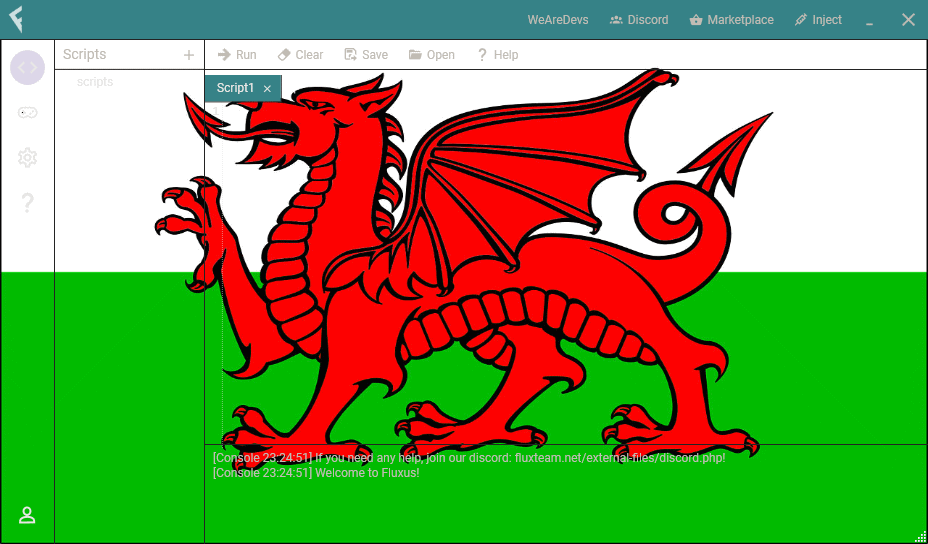 WeAreDevs Discord Marketplace Inject
Scripts + Run Clear Save Open Help
scripts
Script1 ×
1
[Console 23:24:51] If you need any help, join our discord: fluxteam.net/external-files/discord.php!
[Console 23:24:51] Welcome to Fluxus!